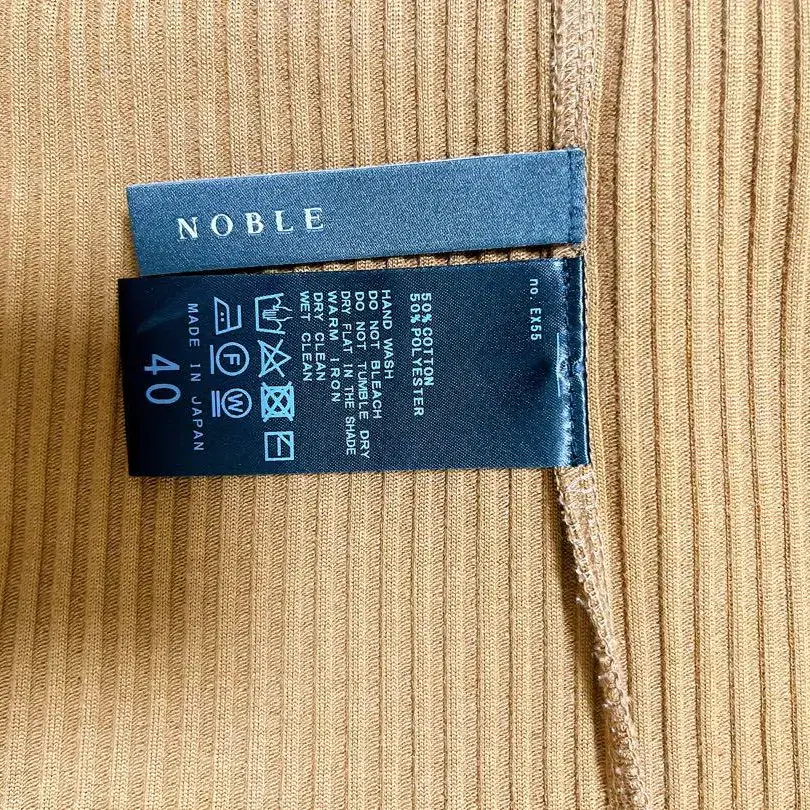 NOBLE
no. EX55
50% COTTON
50% POLYESTER
HAND WASH
DO NOT BLEACH
DO NOT TUMBLE DRY
DRY FLAT IN THE SHADE
WARM IRON
DRY CLEAN
WET CLEAN
F
W
MADE IN JAPAN
40